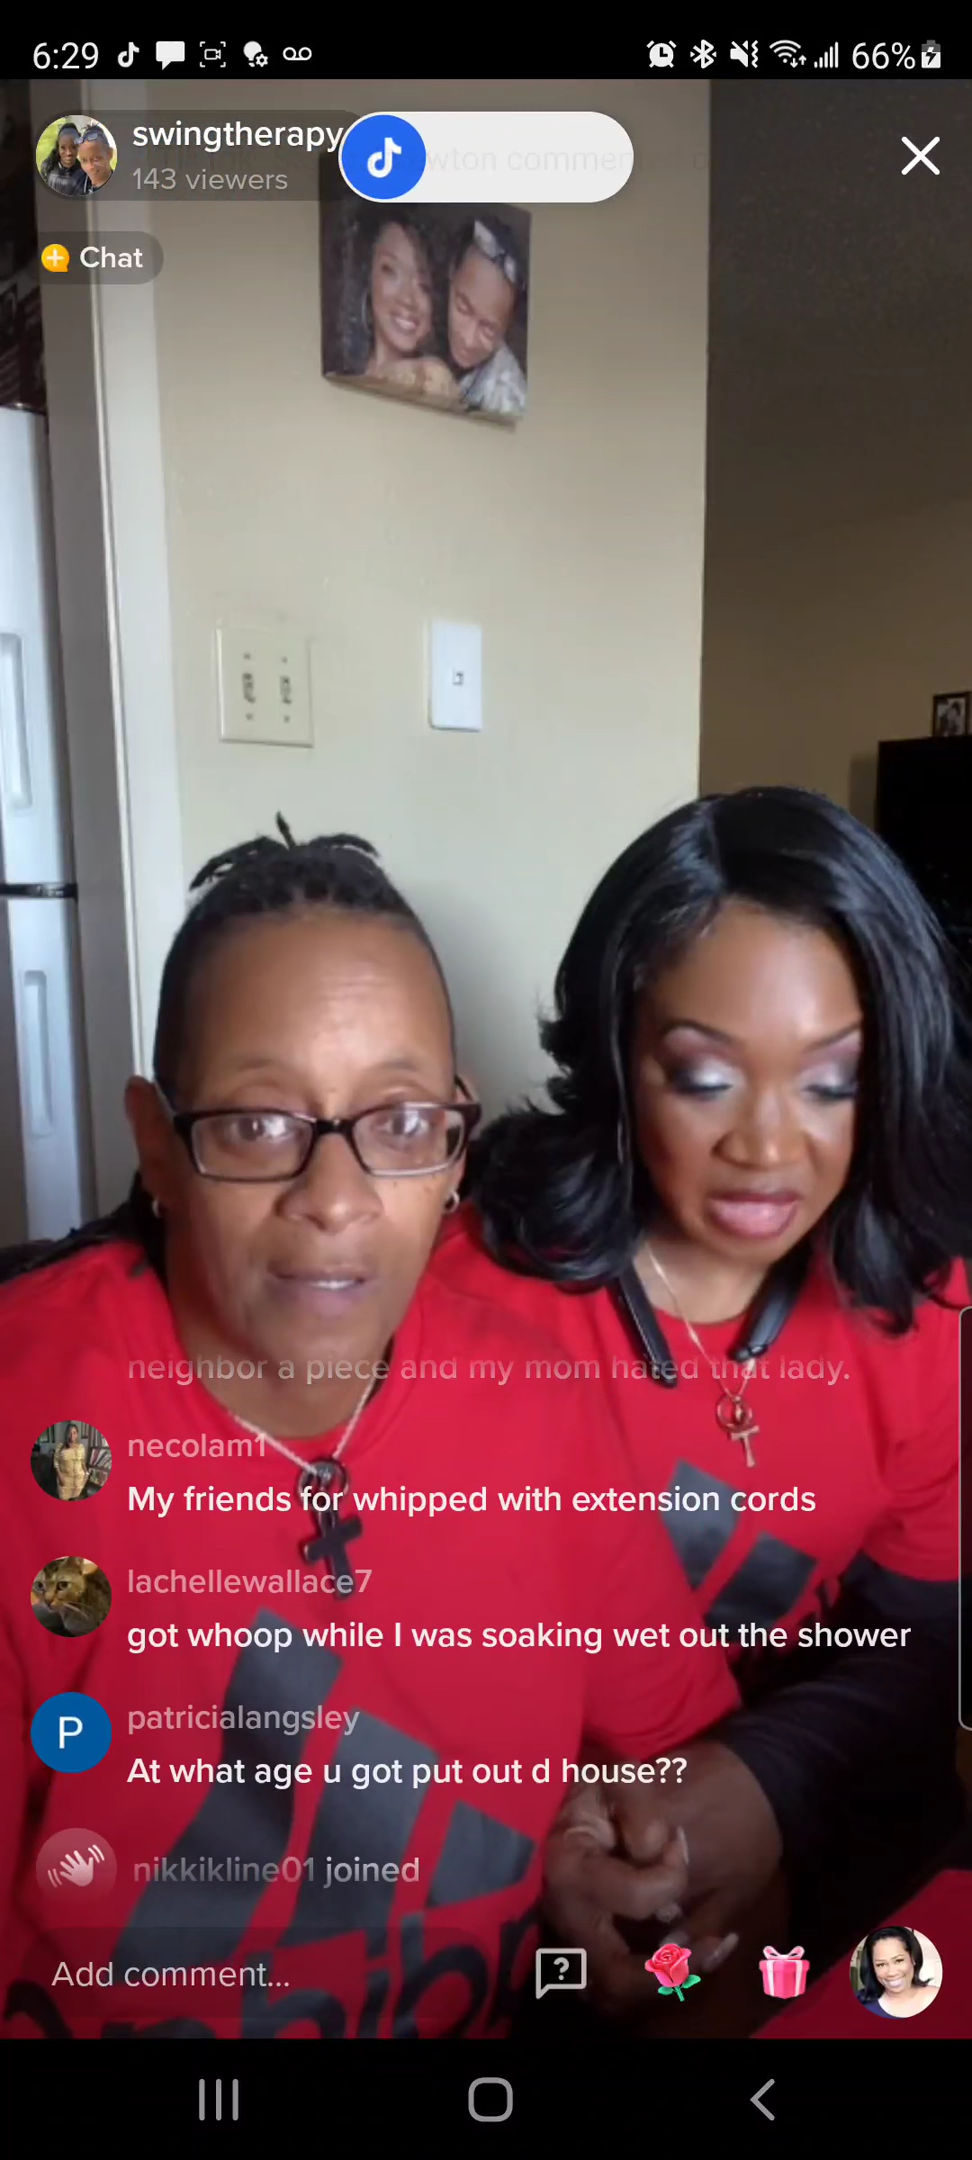 6:29
66%
swingtherapy
wton commen
143 viewers
Chat
neighbor a piece and my mom hated that lady.
necolam1
My friends for whipped with extension cords
lachellewallace7
got whoop while I was soaking wet out the shower
P
patricialangsley
At what age u got put out d house??
nikkikline01 joined
Add comment...